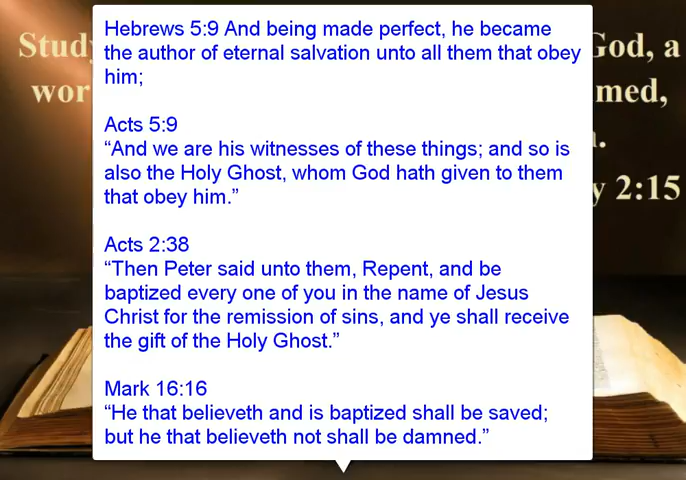 Hebrews 5:9 And being made perfect, he became
the author of eternal salvation unto all them that obey
him;
Acts 5:9
“And we are his witnesses of these things; and so is
also the Holy Ghost, whom God hath given to them
that obey him.”
Acts 2:38
“Then Peter said unto them, Repent, and be
baptized every one of you in the name of Jesus
Christ for the remission of sins, and ye shall receive
the gift of the Holy Ghost.”
Mark 16:16
“He that believeth and is baptized shall be saved;
but he that believeth not shall be damned.”
Study God, a
2:15